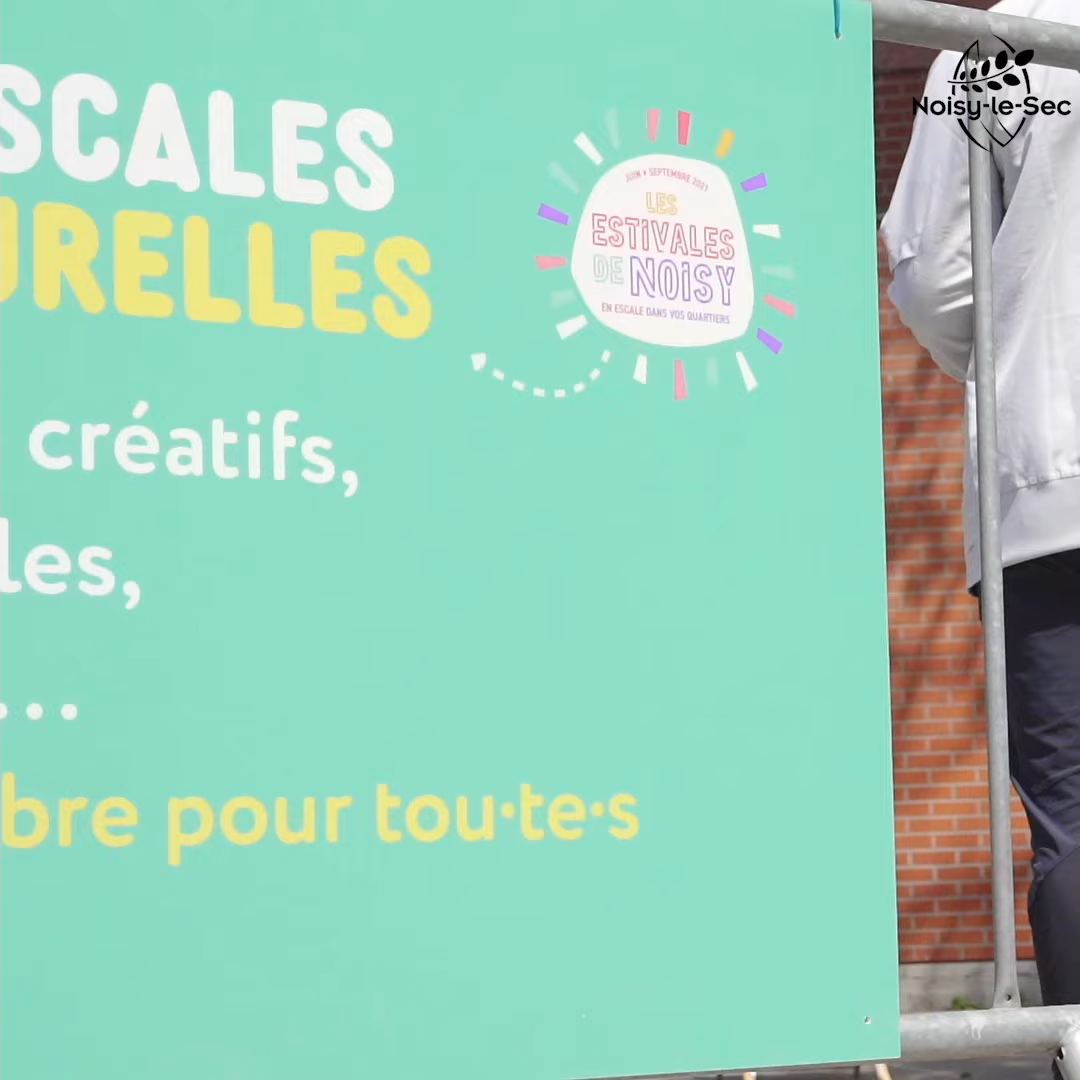 Noisy-le-Sec
SCALES
URELLES
JUIN • SEPTEMBRE 2021
LES
ESTIVALES
DE NOISY
EN ESCALE DANS VOS QUARTIERS
créatifs,
les,
...
bre pour tou·te·s